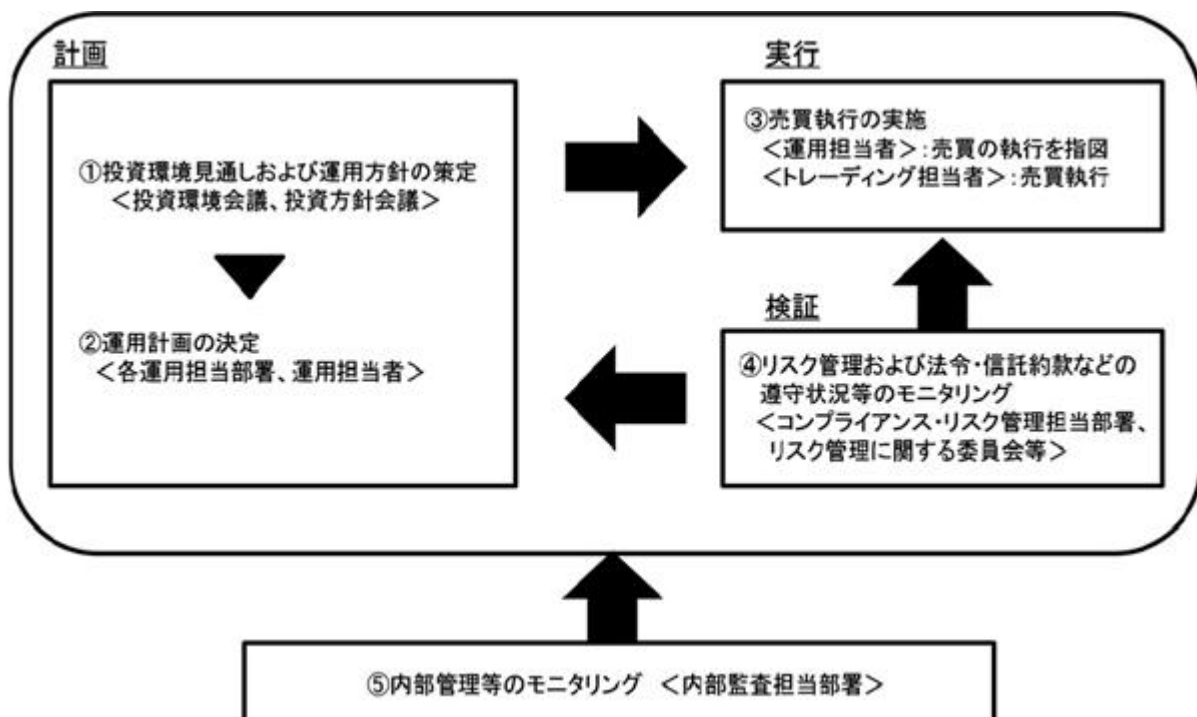 計画
①投資環境見通しおよび運用方針の策定
＜投資環境会議、投資方針会議＞
②運用計画の決定
＜各運用担当部署、運用担当者＞
実行
③売買執行の実施
＜運用担当者＞：売買の執行を指図
＜トレーディング担当者＞：売買執行
検証
④リスク管理および法令・信託約款などの
遵守状況等のモニタリング
＜コンプライアンス・リスク管理担当部署、
リスク管理に関する委員会等＞
⑤内部管理等のモニタリング ＜内部監査担当部署＞